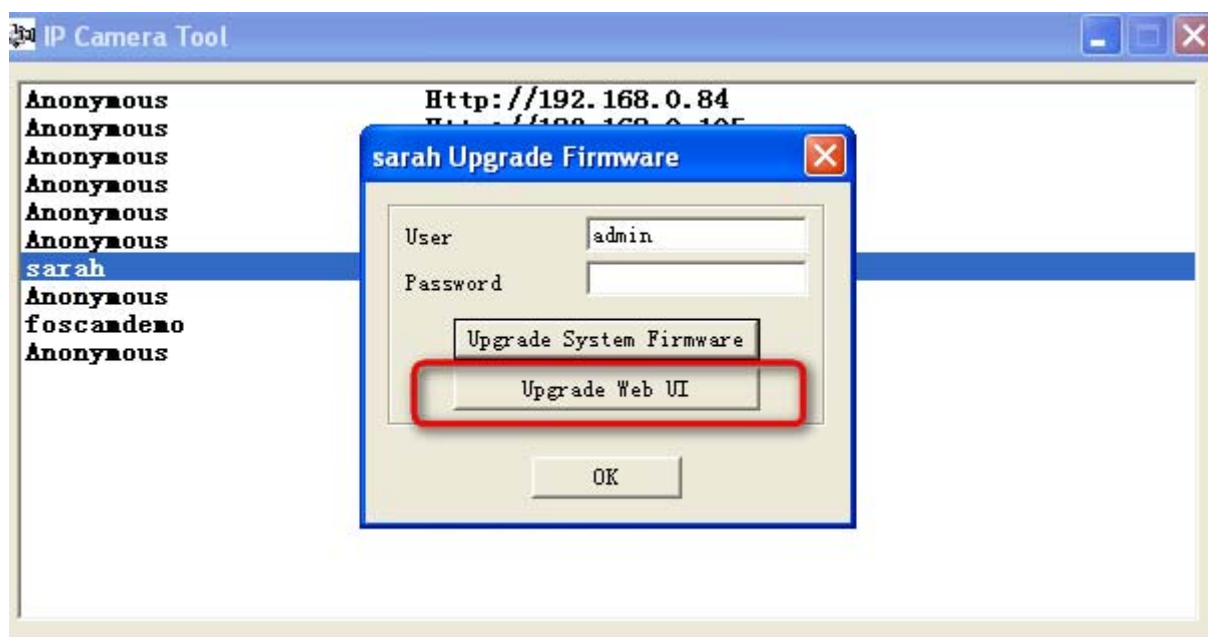 IP Camera Tool
Anonymous Http://192.168.0.84
Anonymous
Anonymous
Anonymous
Anonymous
Anonymous
sarah
Anonymous
foscamdemo
Anonymous
sarah Upgrade Firmware
User admin
Password
Upgrade System Firmware
Upgrade Web UI
OK